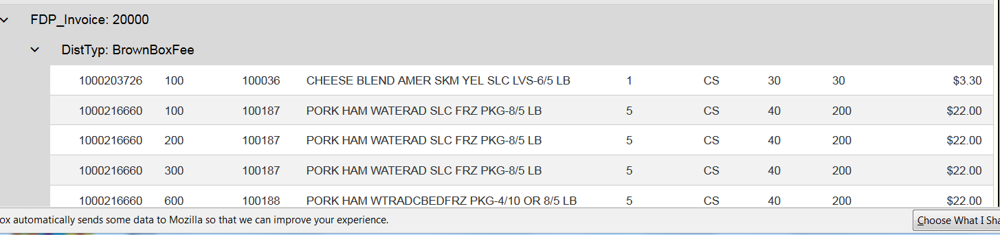 FDP_Invoice: 20000
DistTyp: BrownBoxFee
1000203726 100 100036 CHEESE BLEND AMER SKM YEL SLC LVS-6/5 LB 1 CS 30 30 $3.30
1000216660 100 100187 PORK HAM WATERAD SLC FRZ PKG-8/5 LB 5 CS 40 200 $22.00
1000216660 200 100187 PORK HAM WATERAD SLC FRZ PKG-8/5 LB 5 CS 40 200 $22.00
1000216660 300 100187 PORK HAM WATERAD SLC FRZ PKG-8/5 LB 5 CS 40 200 $22.00
1000216660 600 100188 PORK HAM WTRADCBEDFRZ PKG-4/10 OR 8/5 LB 5 CS 40 200 $22.00
ox automatically sends some data to Mozilla so that we can improve your experience. Choose What I Sha